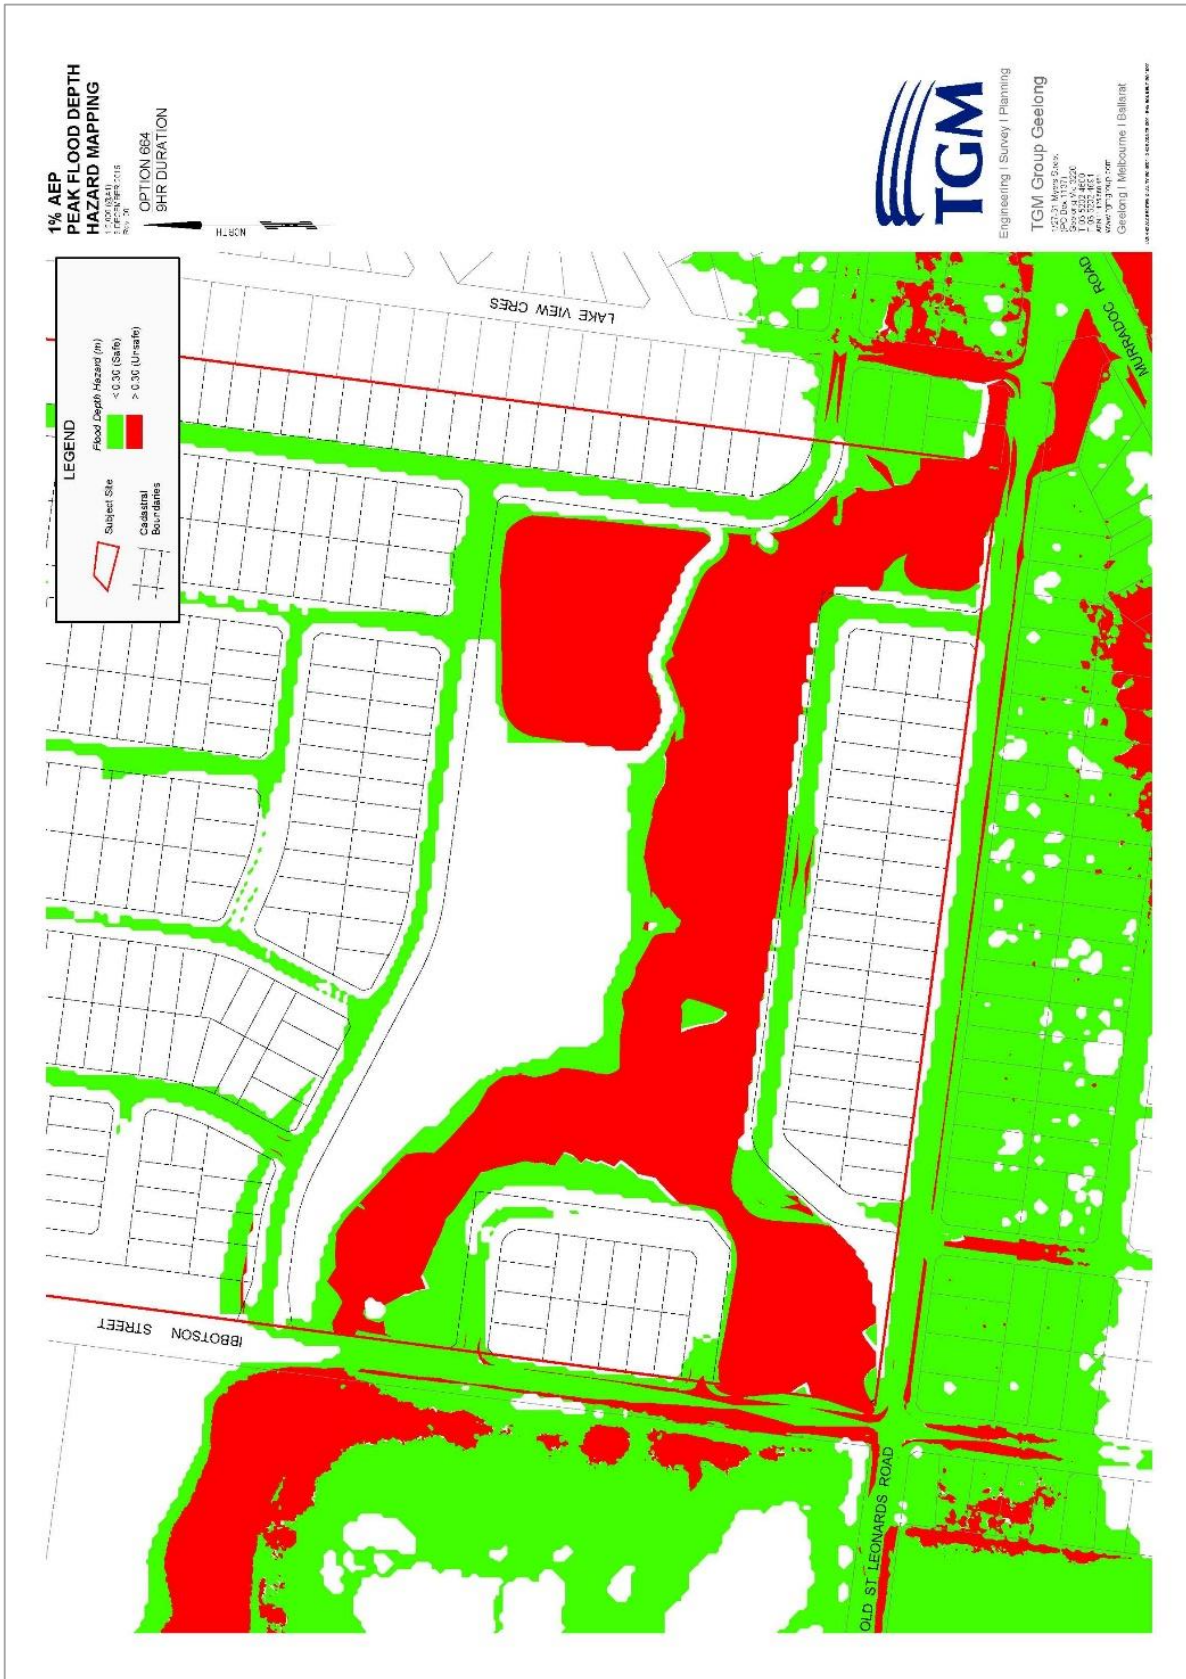 1% AEP
PEAK FLOOD DEPTH
HAZARD MAPPING
OPTION 664
9HR DURATION
NORTH
LEGEND
Subject Site
Cadastral
Boundaries
Flood Depth Hazard (m)
< 0.30 (Safe)
> 0.30 (Unsafe)
LAKE VIEW CRES
MURRADOC ROAD
IBBOTSON STREET
OLD ST LEONARDS ROAD
TGM
Engineering I Survey I Planning
TGM Group Geelong
Geelong I Melbourne I Ballarat